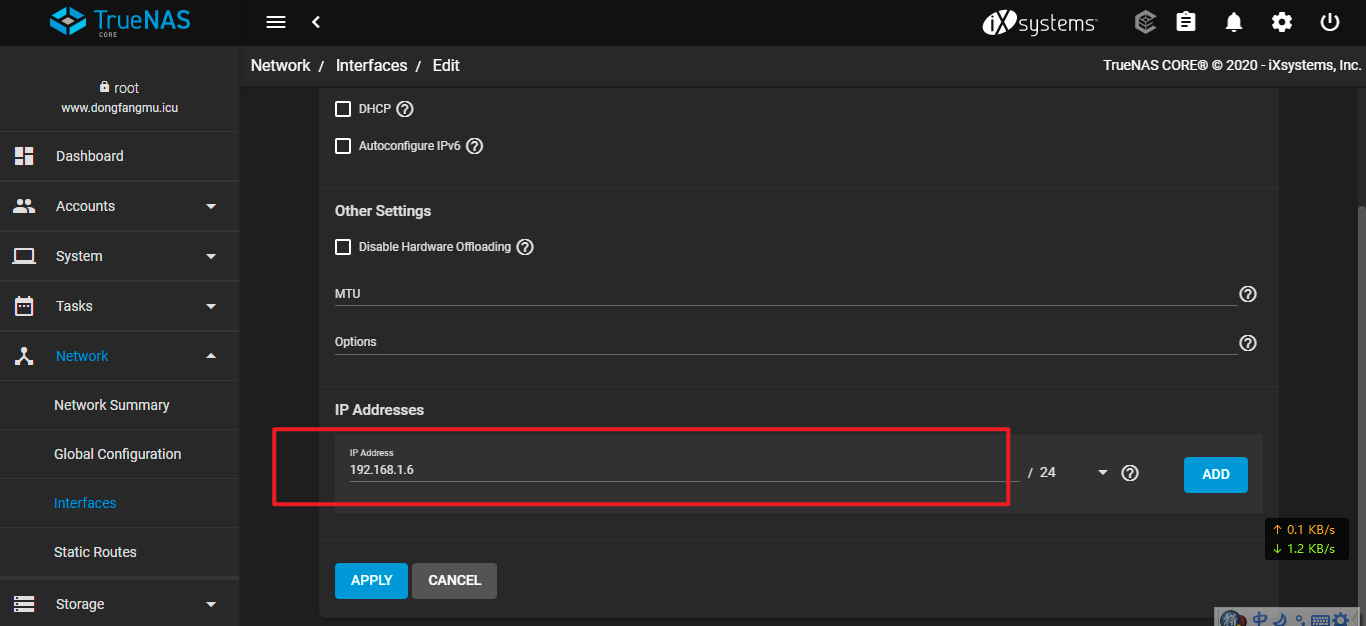 TrueNAS
CORE
iXsystems
Network / Interfaces / Edit
TrueNAS CORE® © 2020 - iXsystems, Inc.
root
www.dongfangmu.icu
Dashboard
Accounts
System
Tasks
Network
Network Summary
Global Configuration
Interfaces
Static Routes
Storage
DHCP
Autoconfigure IPv6
Other Settings
Disable Hardware Offloading
MTU
Options
IP Addresses
IP Address
192.168.1.6
/ 24
ADD
APPLY CANCEL
↑ 0.1 KB/s
↓ 1.2 KB/s
中